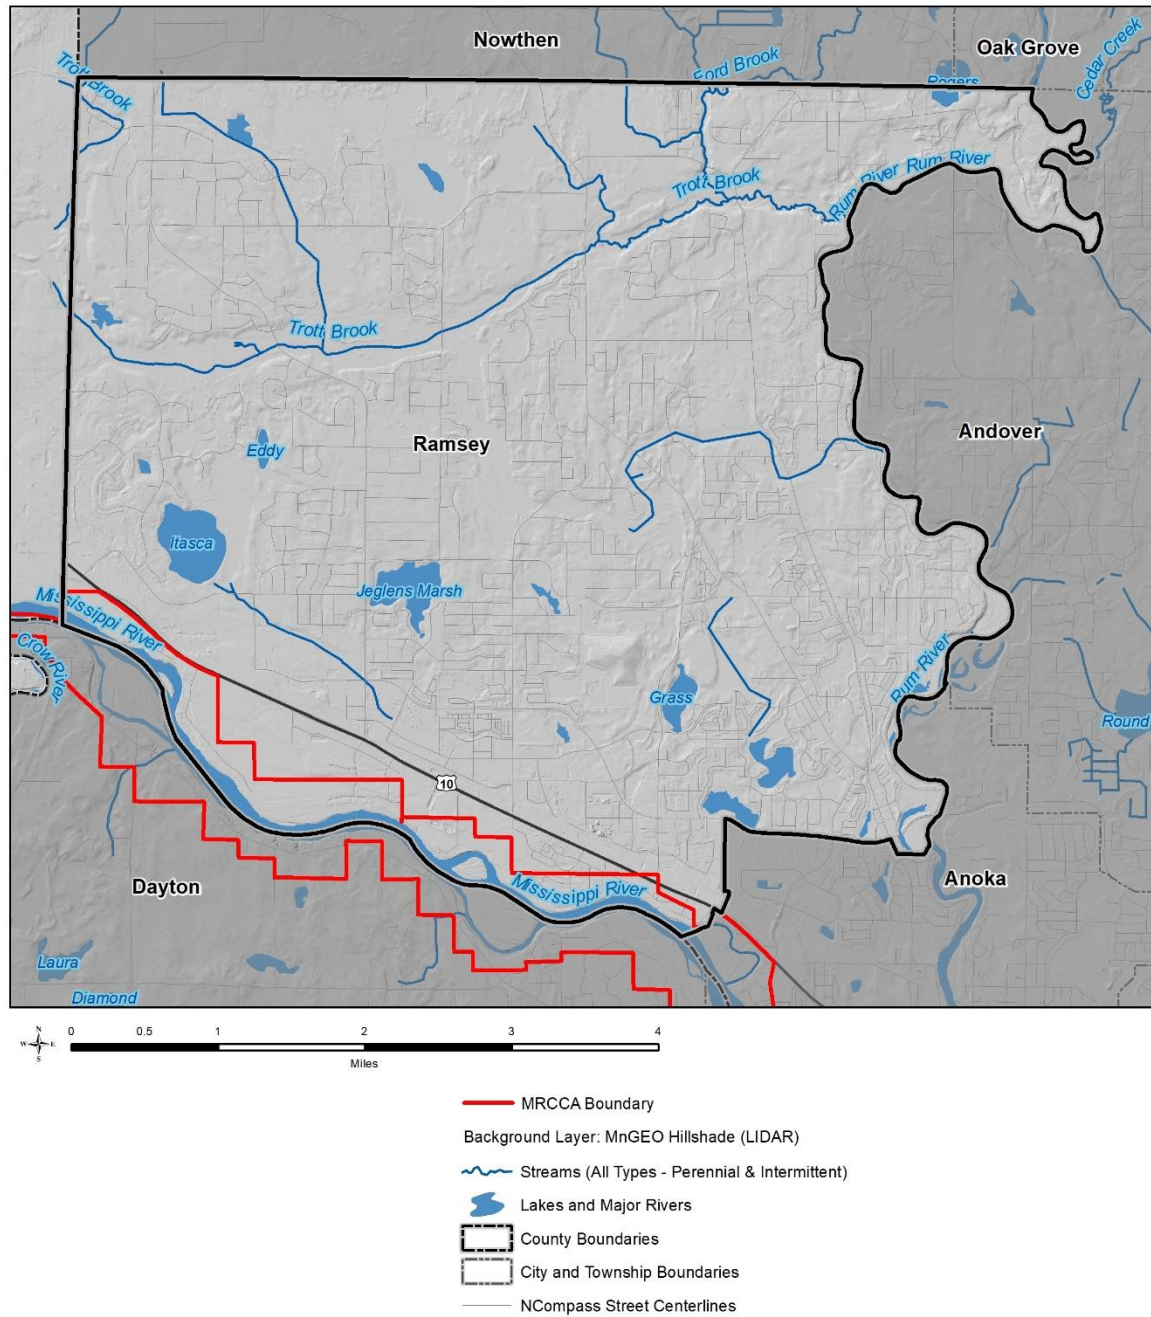 Nowthen
Oak Grove
Cedar Creek
Trott Brook
Ford Brook
Rogers
Trott Brook
Rum River
Rum River
Trott Brook
Ramsey
Andover
Eddy
Itasca
Jeglens Marsh
Mississippi River
Crow River
Grass
Rum River
Round
10
Dayton
Mississippi River
Anoka
Laura
Diamond
N
W E
S
0 0.5 1 2 3 4
Miles
MRCCA Boundary
Background Layer: MnGEO Hillshade (LIDAR)
Streams (All Types - Perennial & Intermittent)
Lakes and Major Rivers
County Boundaries
City and Township Boundaries
NCompass Street Centerlines